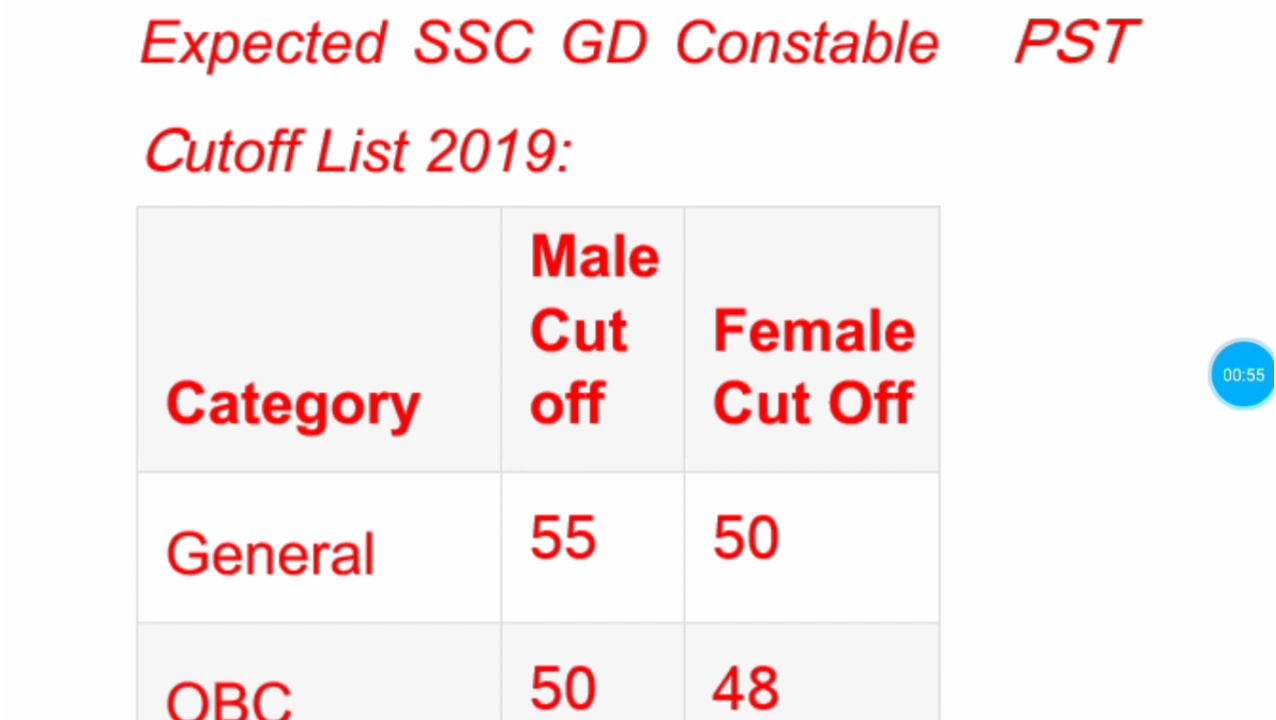 Expected SSC GD Constable PST
Cutoff List 2019:
Male
Cut
off
Female
Cut Off
Category
General 55 50
OBC 50 48
00:55